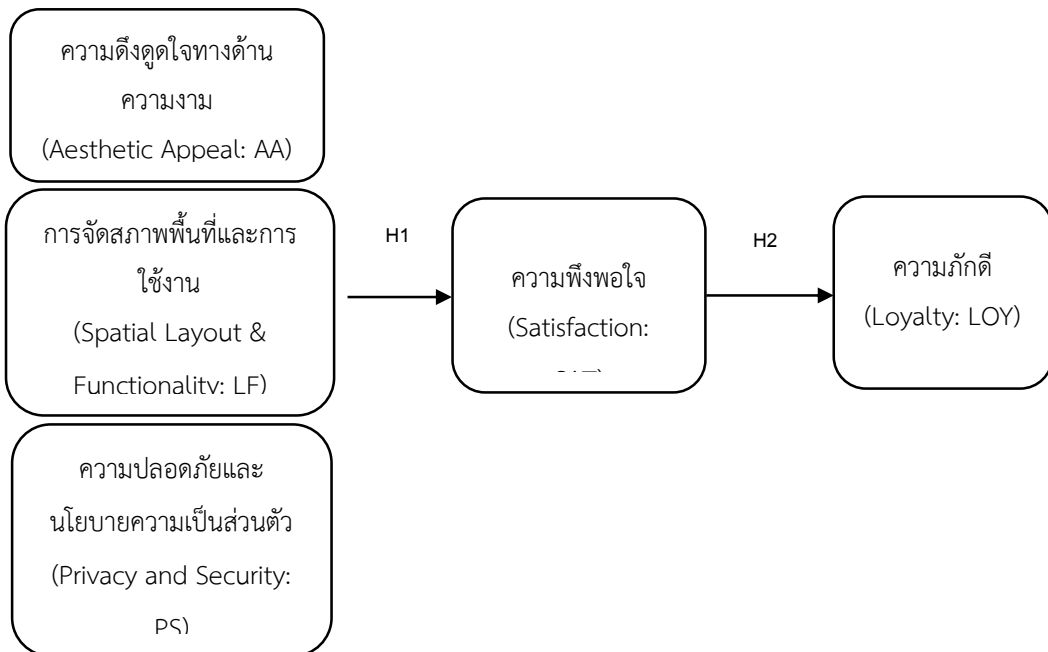 ความดึงดูดใจทางด้าน
ความงาม
(Aesthetic Appeal: AA)
การจัดสภาพพื้นที่และการ
ใช้งาน
(Spatial Layout &
Functionality: LF)
H1
ความพึงพอใจ
(Satisfaction:
H2
ความภักดี
(Loyalty: LOY)
ความปลอดภัยและ
นโยบายความเป็นส่วนตัว
(Privacy and Security:
PS)